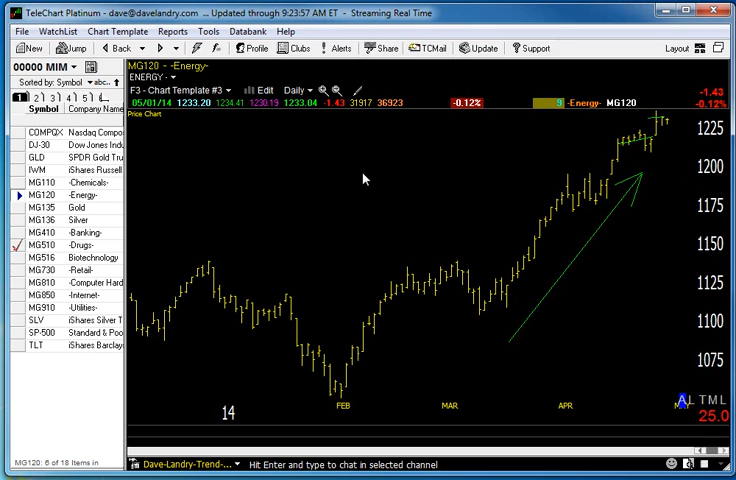 TeleChart Platinum - dave@davelandry.com ... Updated through 9:23:57 AM ET - Streaming Real Time
File WatchList Chart Template Reports Tools Databank Help
New Jump Back Profile Clubs Alerts Share TCMail Update Support Layout
00000 MIM
MG120 - -Energy-
-1.43
ENERGY-
-0.12%
Sorted by: Symbol abc..
F3 - Chart Template #3 Edit Daily
1 2 3 4 5
05/01/14 1233.20 1234.41 1230.19 1233.04 -1.43 31917 36923 -0.12% 9 -Energy- MG120
Symbol Company Name
Price Chart
COMPQX Nasdaq Compo
DJ-30 Dow Jones Indu
GLD SPDR Gold Tru
IWM iShares Russell
MG110 -Chemicals-
MG120 -Energy-
MG135 Gold
MG136 Silver
MG410 -Banking-
MG510 -Drugs-
MG516 Biotechnology
MG730 -Retail-
MG810 -Computer Hard
MG850 -Internet-
MG910 -Utilities-
SLV iShares Silver T
SP-500 Standard & Poo
TLT iShares Barclay
1225
1200
1175
1150
1125
1100
1075
A L T M L
14 FEB MAR APR
25.0
MG120: 6 of 18 Items in
Dave-Landry-Trend-... Hit Enter and type to chat in selected channel